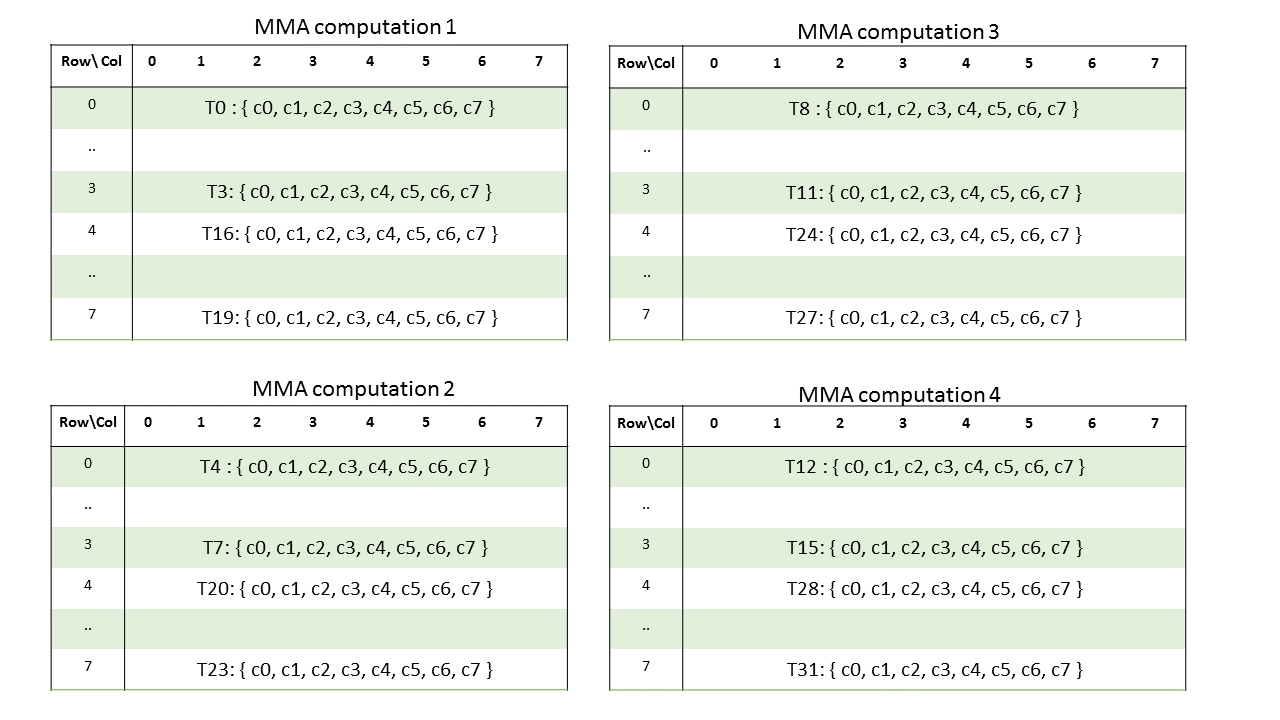 MMA computation 1
Row\ Col 0 1 2 3 4 5 6 7
0 T0 : { c0, c1, c2, c3, c4, c5, c6, c7 }
..
3 T3: { c0, c1, c2, c3, c4, c5, c6, c7 }
4 T16: { c0, c1, c2, c3, c4, c5, c6, c7 }
..
7 T19: { c0, c1, c2, c3, c4, c5, c6, c7 }
MMA computation 2
Row\Col 0 1 2 3 4 5 6 7
0 T4 : { c0, c1, c2, c3, c4, c5, c6, c7 }
..
3 T7: { c0, c1, c2, c3, c4, c5, c6, c7 }
4 T20: { c0, c1, c2, c3, c4, c5, c6, c7 }
..
7 T23: { c0, c1, c2, c3, c4, c5, c6, c7 }
MMA computation 3
Row\Col 0 1 2 3 4 5 6 7
0 T8 : { c0, c1, c2, c3, c4, c5, c6, c7 }
..
3 T11: { c0, c1, c2, c3, c4, c5, c6, c7 }
4 T24: { c0, c1, c2, c3, c4, c5, c6, c7 }
..
7 T27: { c0, c1, c2, c3, c4, c5, c6, c7 }
MMA computation 4
Row\Col 0 1 2 3 4 5 6 7
0 T12 : { c0, c1, c2, c3, c4, c5, c6, c7 }
..
3 T15: { c0, c1, c2, c3, c4, c5, c6, c7 }
4 T28: { c0, c1, c2, c3, c4, c5, c6, c7 }
..
7 T31: { c0, c1, c2, c3, c4, c5, c6, c7 }